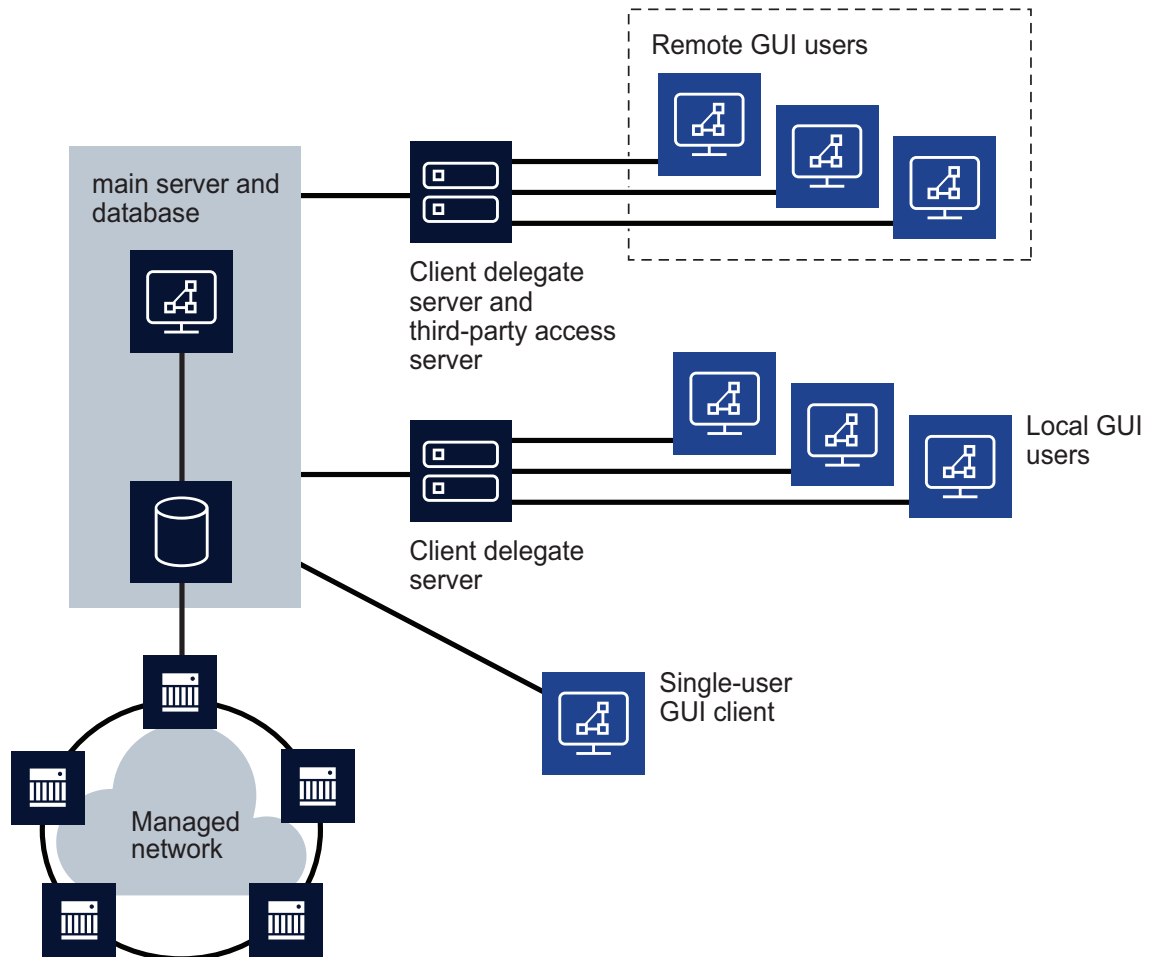 Remote GUI users
main server and
database
Client delegate
server and
third-party access
server
Local GUI
users
Client delegate
server
Single-user
GUI client
Managed
network